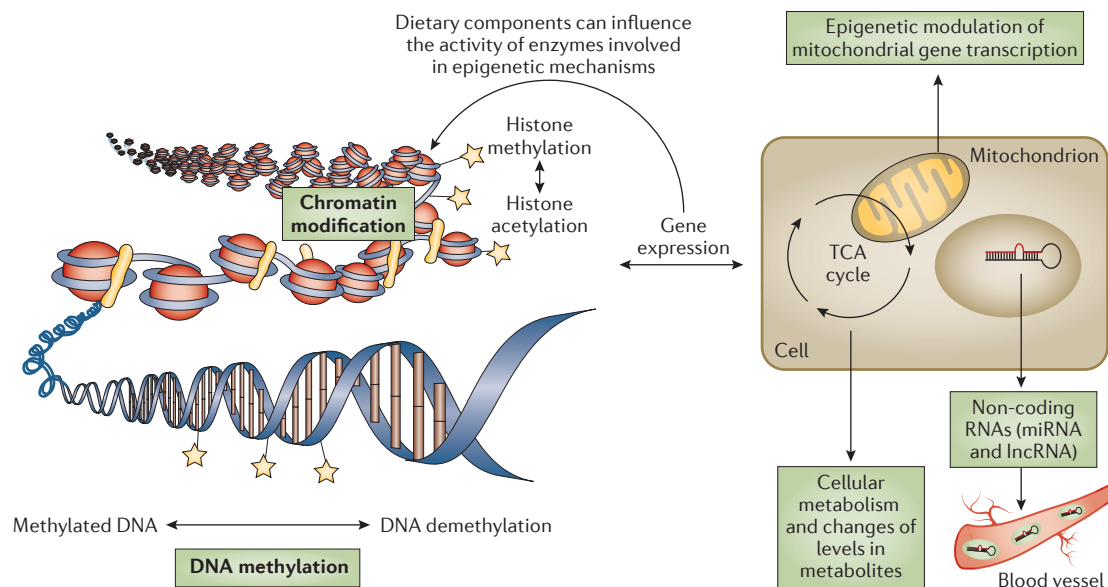 Dietary components can influence
the activity of enzymes involved
in epigenetic mechanisms
Histone
methylation
Histone
acetylation
Chromatin
modification
Gene
expression
Methylated DNA
DNA demethylation
DNA methylation
Epigenetic modulation of
mitochondrial gene transcription
Mitochondrion
TCA
cycle
Cell
Cellular
metabolism
and changes of
levels in
metabolites
Non-coding
RNAs (miRNA
and lncRNA)
Blood vessel